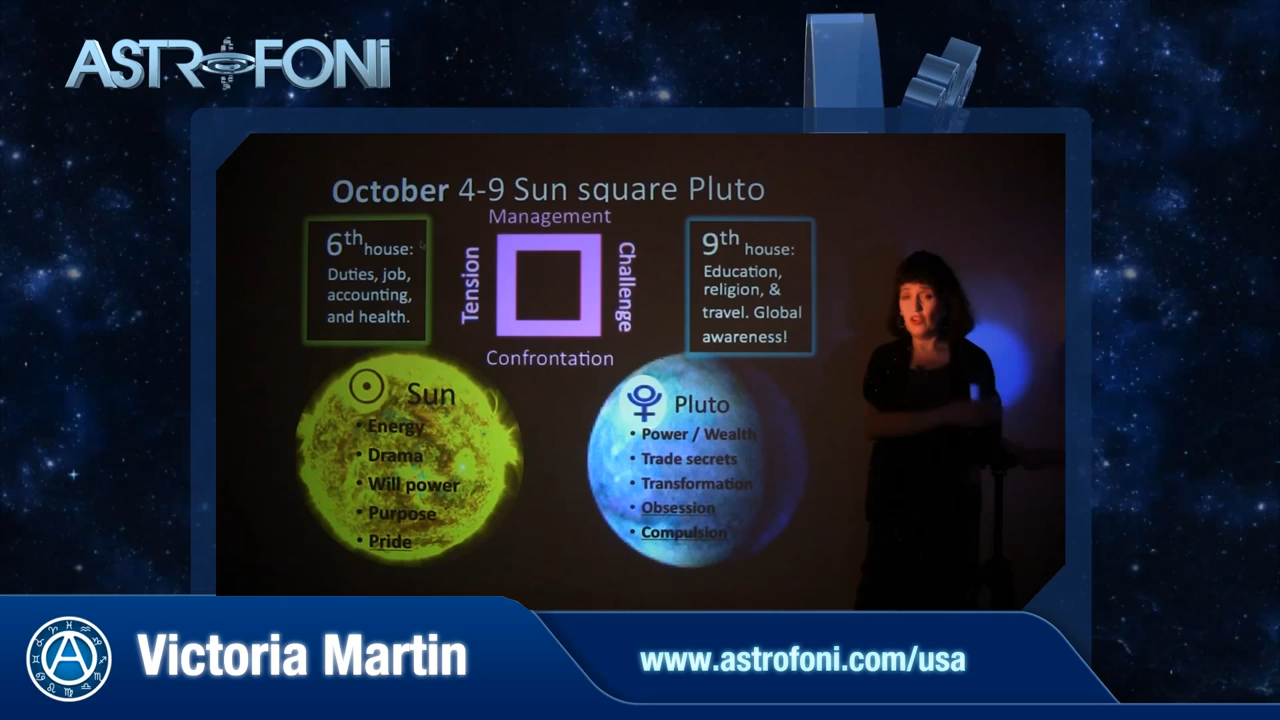 ASTROFONi
October 4-9 Sun square Pluto
Management
6th house:
Duties, job,
accounting,
and health.
Tension
Challenge
9th house:
Education,
religion, &
travel. Global
awareness!
Confrontation
Sun
• Energy
• Drama
• Will power
• Purpose
• Pride
Pluto
• Power / Wealth
• Trade secrets
• Transformation
• Obsession
• Compulsion
A
Victoria Martin
www.astrofoni.com/usa